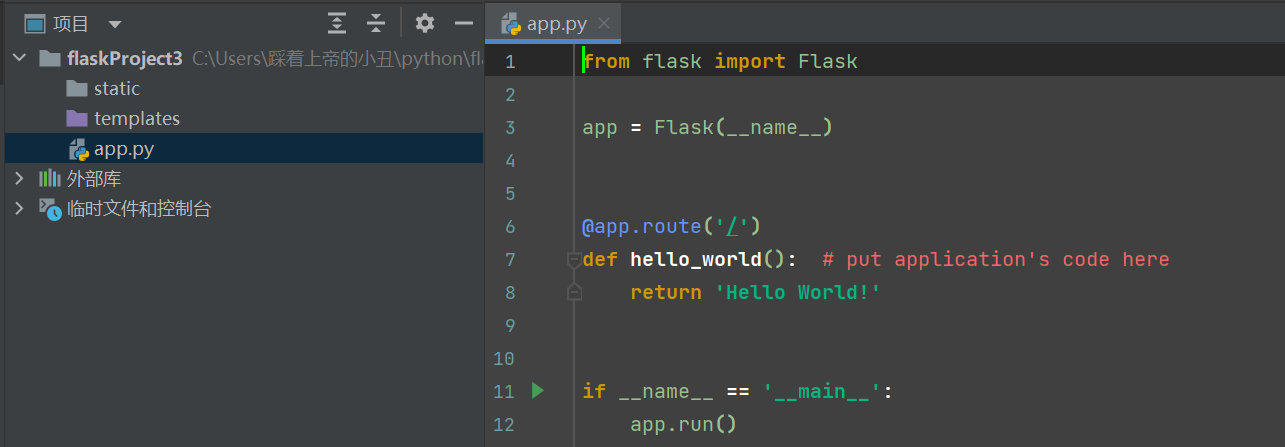 项目
flaskProject3 C:\Users\踩着上帝的小丑\python\fl
static
templates
app.py
外部库
临时文件和控制台
app.py
1 from flask import Flask
2
3 app = Flask(__name__)
4
5
6 @app.route('/')
7 def hello_world():  # put application's code here
8     return 'Hello World!'
9
10
11 if __name__ == '__main__':
12     app.run()